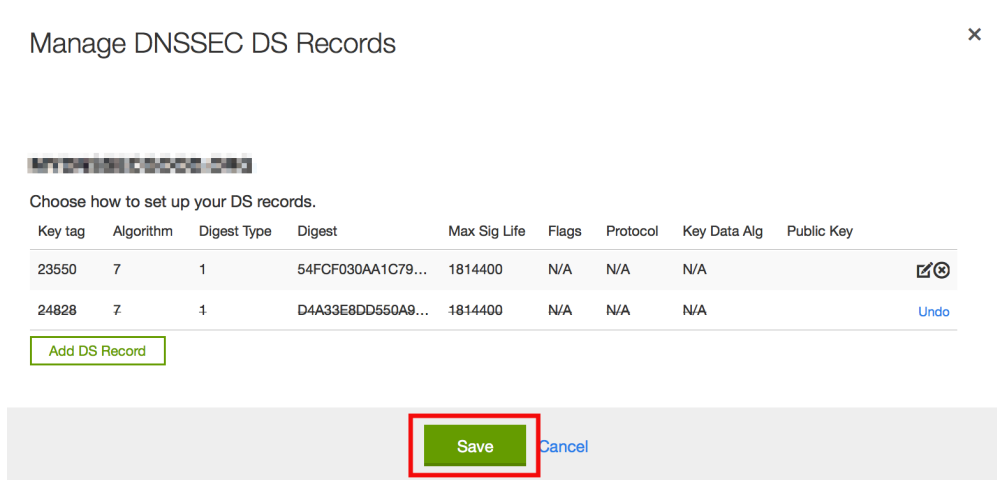 Manage DNSSEC DS Records
Choose how to set up your DS records.
Key tag Algorithm Digest Type Digest Max Sig Life Flags Protocol Key Data Alg Public Key
23550 7 1 54FCF030AA1C79... 1814400 N/A N/A N/A
24828 7 1 D4A33E8DD550A9... 1814400 N/A N/A N/A Undo
Add DS Record
Save Cancel